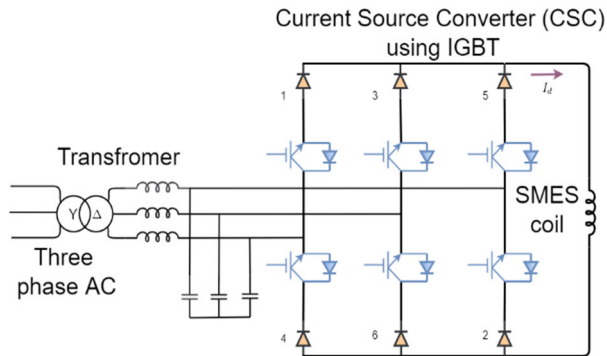 Current Source Converter (CSC)
using IGBT
1
3
5
I_d
Transfromer
Y Δ
SMES
coil
Three
phase AC
4
6
2